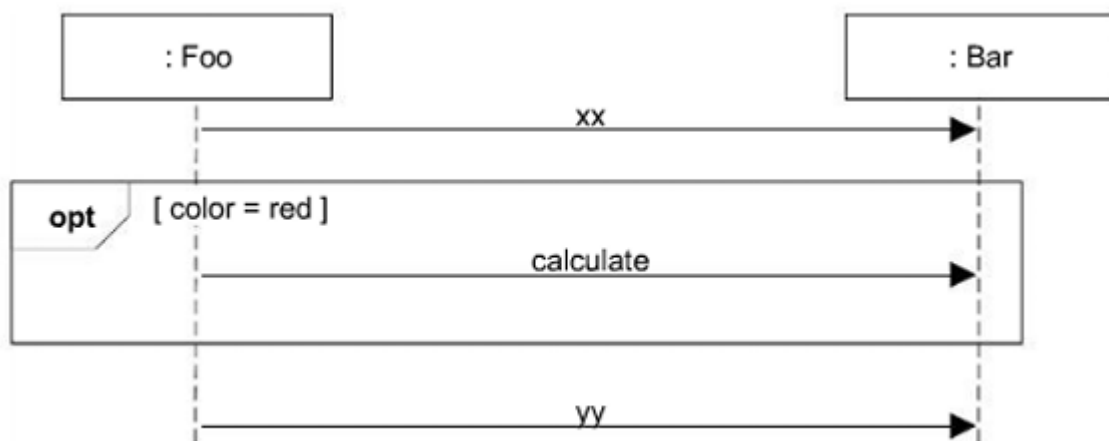 : Foo
: Bar
xx
opt
[ color = red ]
calculate
yy